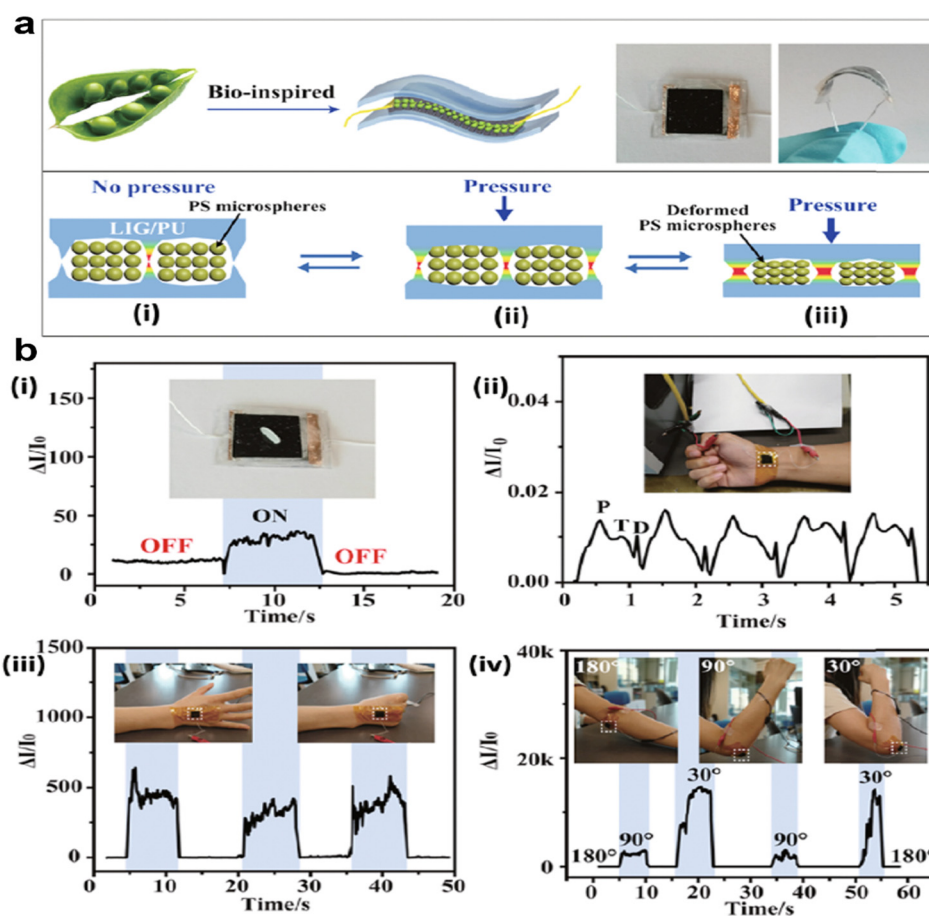 a
Bio-inspired
No pressure
PS microspheres
LIG/PU
(i)
Pressure
(ii)
Deformed
PS microspheres
Pressure
(iii)
b
(i)
150
100
50
0
ΔI/I₀
OFF
ON
OFF
0
5
10
15
20
Time/s
(ii)
0.04
0.02
0.00
ΔI/I₀
P
T
D
0
1
2
3
4
5
Time/s
(iii)
1500
1000
500
0
ΔI/I₀
0
10
20
30
40
50
Time/s
(iv)
40k
20k
0
ΔI/I₀
180°
90°
30°
180°
90°
30°
90°
30°
180°
0
10
20
30
40
50
60
Time/s